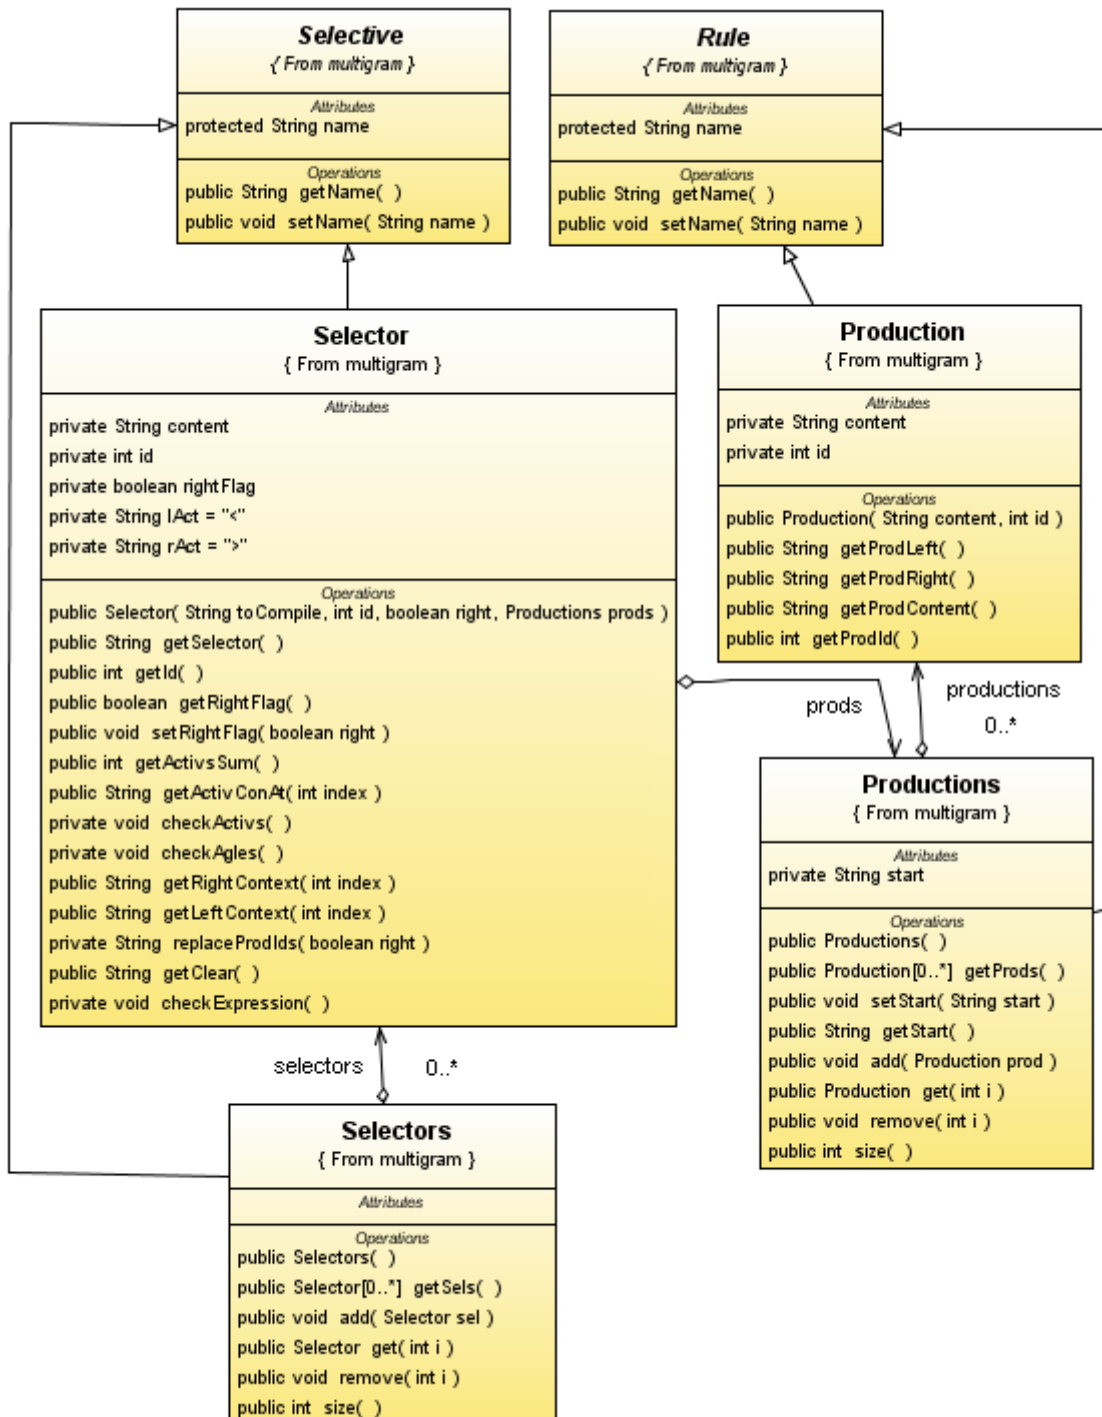 Selective
{ From multigram }
Attributes
protected String name
Operations
public String getName( )
public void setName( String name )
Rule
{ From multigram }
Attributes
protected String name
Operations
public String getName( )
public void setName( String name )
Selector
{ From multigram }
Attributes
private String content
private int id
private boolean rightFlag
private String lAct = "<"
private String rAct = ">"
Operations
public Selector( String toCompile, int id, boolean right, Productions prods )
public String getSelector( )
public int getId( )
public boolean getRightFlag( )
public void setRightFlag( boolean right )
public int getActivsSum( )
public String getActivConAt( int index )
private void checkActivs( )
private void checkAgles( )
public String getRightContext( int index )
public String getLeftContext( int index )
private String replaceProdIds( boolean right )
public String getClear( )
private void checkExpression( )
Production
{ From multigram }
Attributes
private String content
private int id
Operations
public Production( String content, int id )
public String getProdLeft( )
public String getProdRight( )
public String getProdContent( )
public int getProdId( )
prods
productions
0..*
Productions
{ From multigram }
Attributes
private String start
Operations
public Productions( )
public Production[0..*] getProds( )
public void setStart( String start )
public String getStart( )
public void add( Production prod )
public Production get( int i )
public void remove( int i )
public int size( )
selectors
0..*
Selectors
{ From multigram }
Attributes
Operations
public Selectors( )
public Selector[0..*] getSels( )
public void add( Selector sel )
public Selector get( int i )
public void remove( int i )
public int size( )